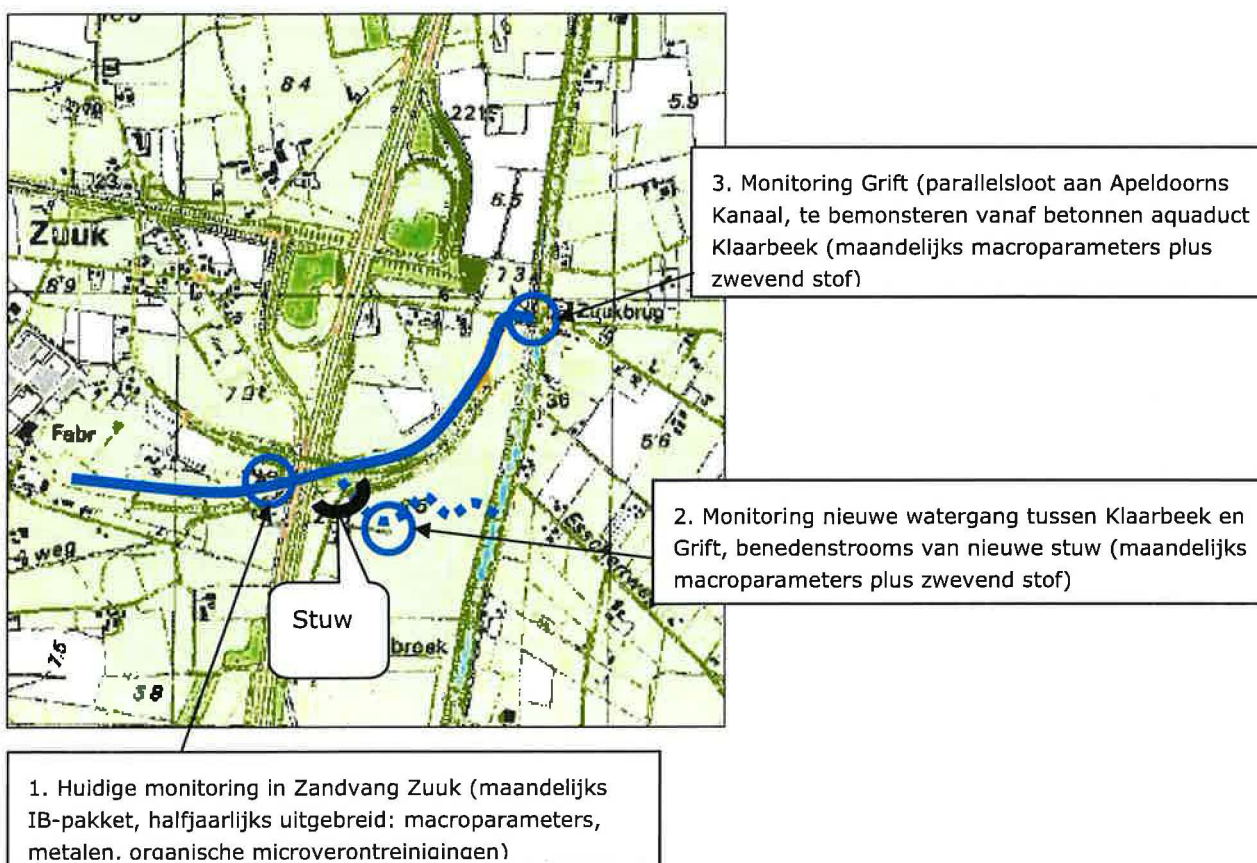 84
221
5.9
3. Monitoring Grift (parallelsloot aan Apeldoorns
Kanaal, te bemonsteren vanaf betonnen aquaduct
Klaarbeek (maandelijks macroparameters plus
zwevend stof)
6.5
Zuuk
73
69
Zuukbrug
36
56
Fabr
2. Monitoring nieuwe watergang tussen Klaarbeek en
Grift, benedenstrooms van nieuwe stuw (maandelijks
macroparameters plus zwevend stof)
weg
Stuw
broek
7.5
58
1. Huidige monitoring in Zandvang Zuuk (maandelijks
IB-pakket, halfjaarlijks uitgebreid: macroparameters,
metalen, organische microverontreinigingen)